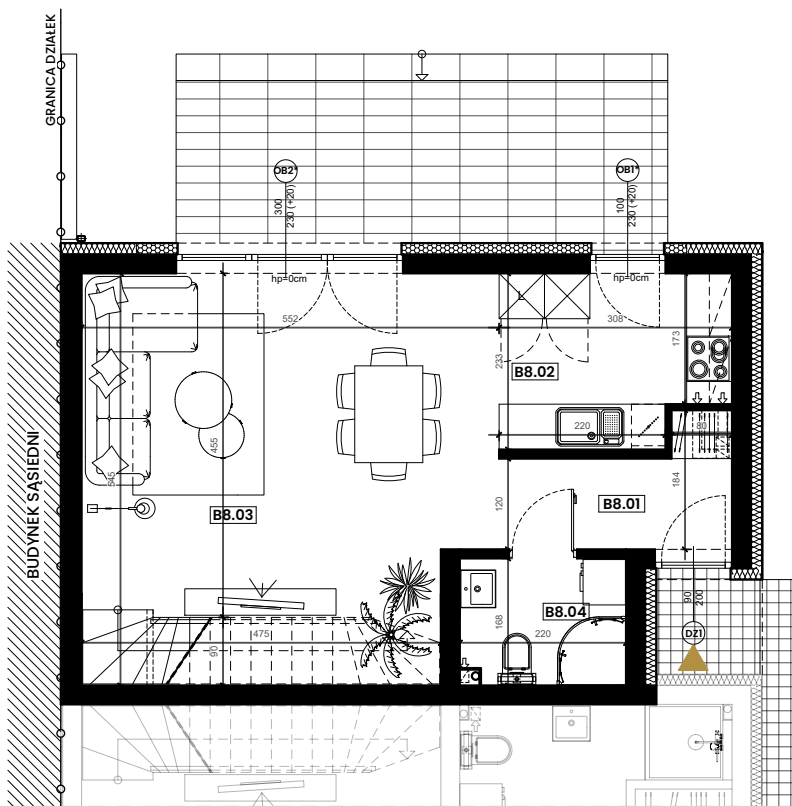 GRANICA DZIAŁEK
OB2*
300
230 (+20)
hp=0cm
OB1*
100
230 (+20)
hp=0cm
552
308
L
233
173
B8.02
220
80
455
545
B8.03
120
184
B8.01
BUDYNEK SĄSIEDNI
B8.04
168
220
475
90
90
200
DZ1